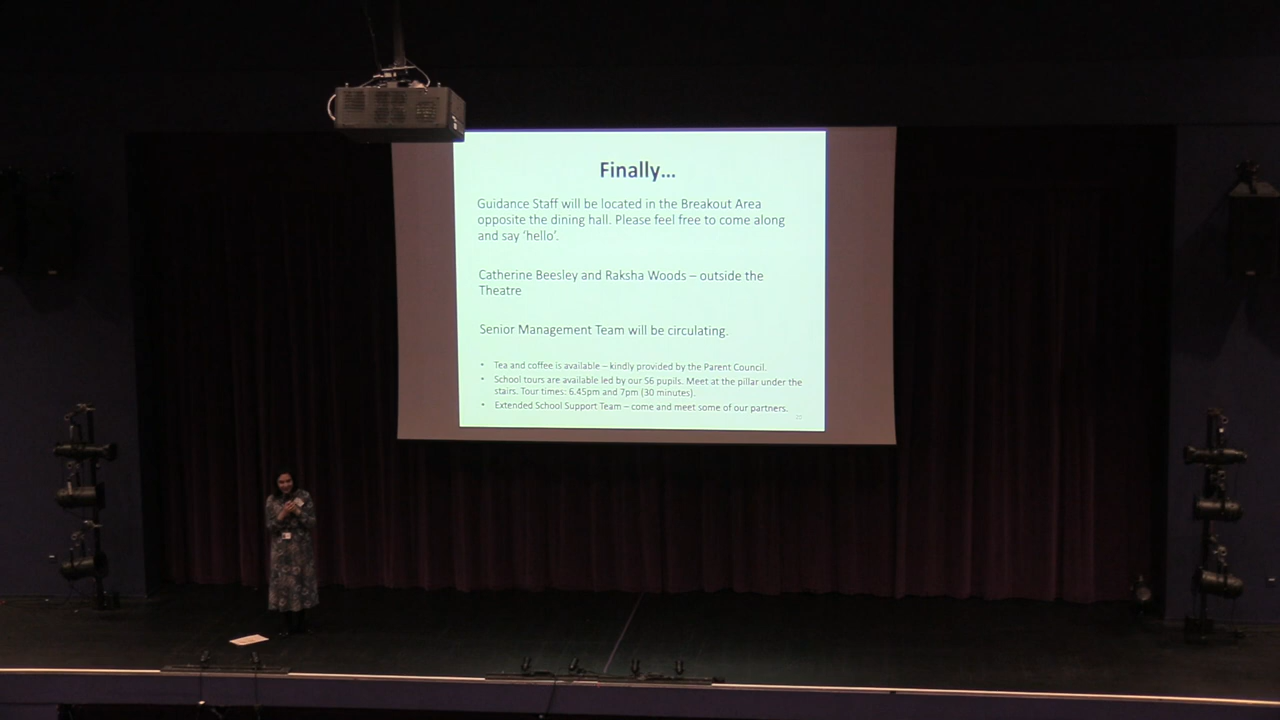 Finally...
Guidance Staff will be located in the Breakout Area
opposite the dining hall. Please feel free to come along
and say ‘hello’.
Catherine Beesley and Raksha Woods – outside the
Theatre
Senior Management Team will be circulating.
• Tea and coffee is available – kindly provided by the Parent Council.
• School tours are available led by our S6 pupils. Meet at the pillar under the
stairs. Tour times: 6.45pm and 7pm (30 minutes).
• Extended School Support Team – come and meet some of our partners.